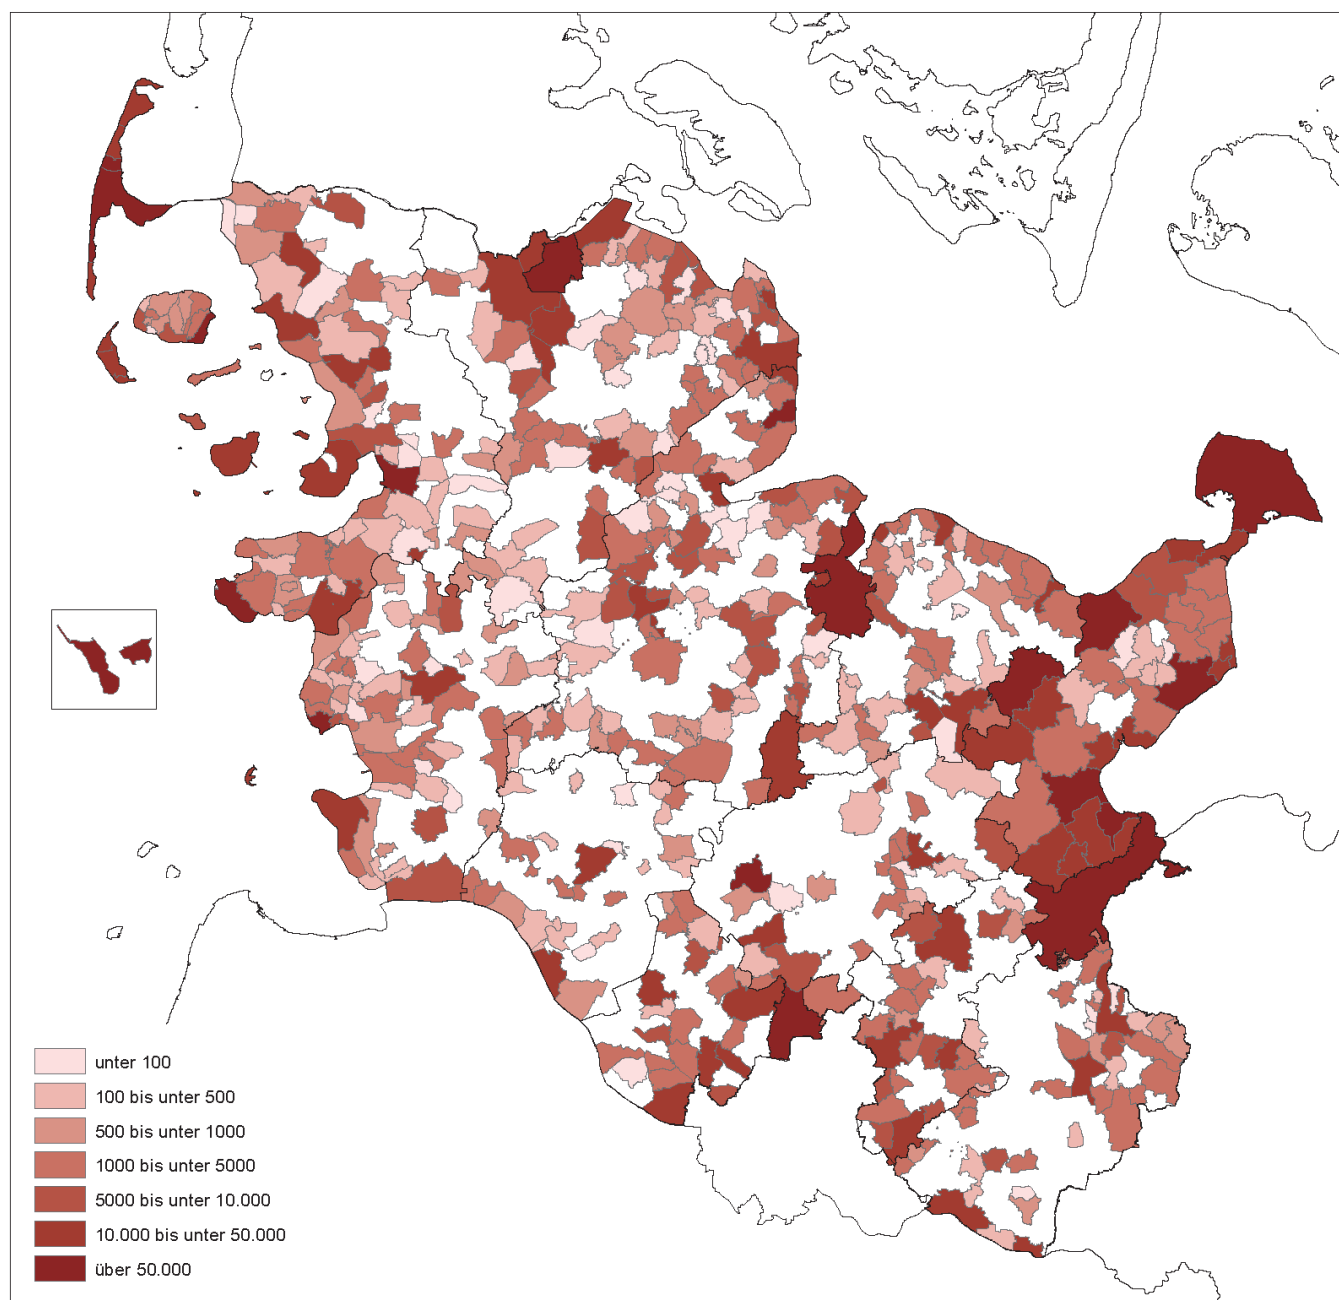 unter 100
100 bis unter 500
500 bis unter 1000
1000 bis unter 5000
5000 bis unter 10.000
10.000 bis unter 50.000
über 50.000